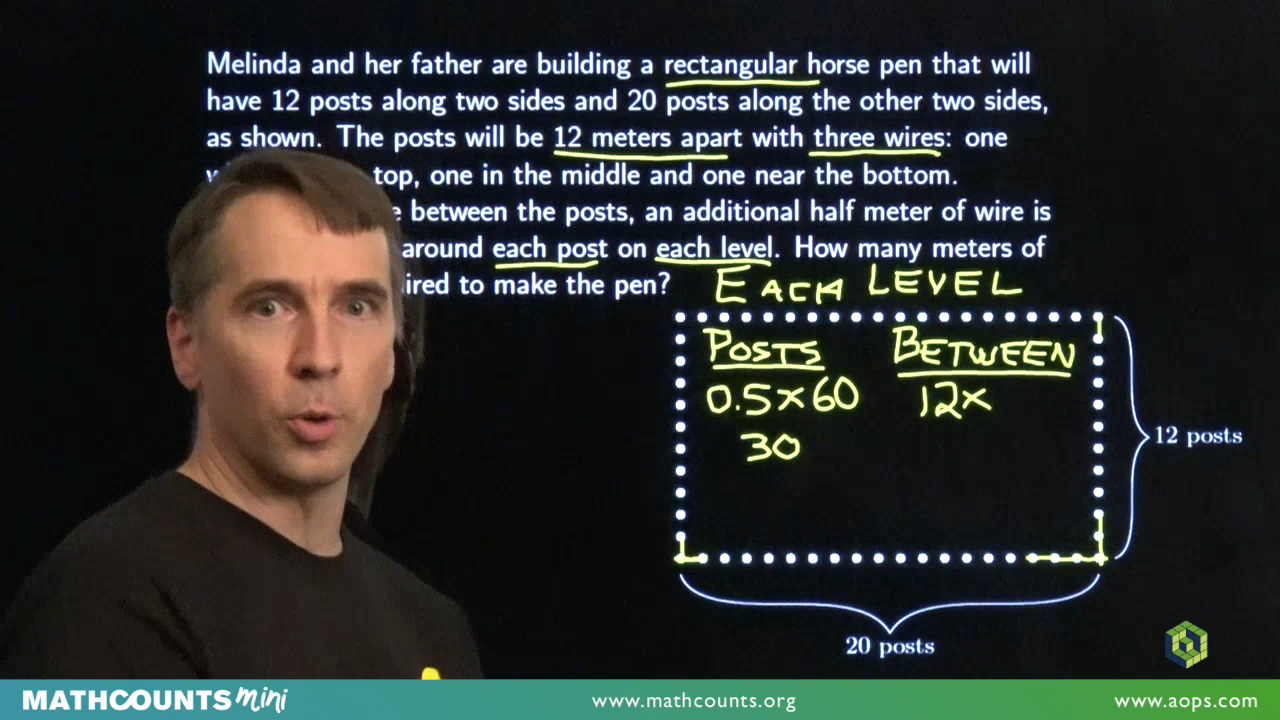 Melinda and her father are building a rectangular horse pen that will
have 12 posts along two sides and 20 posts along the other two sides,
as shown. The posts will be 12 meters apart with three wires: one
top, one in the middle and one near the bottom.
between the posts, an additional half meter of wire is
around each post on each level. How many meters of
to make the pen?
EACH LEVEL
POSTS
0.5×60
30
BETWEEN
12×
12 posts
20 posts
MATHCOUNTS mini
www.mathcounts.org
www.aops.com